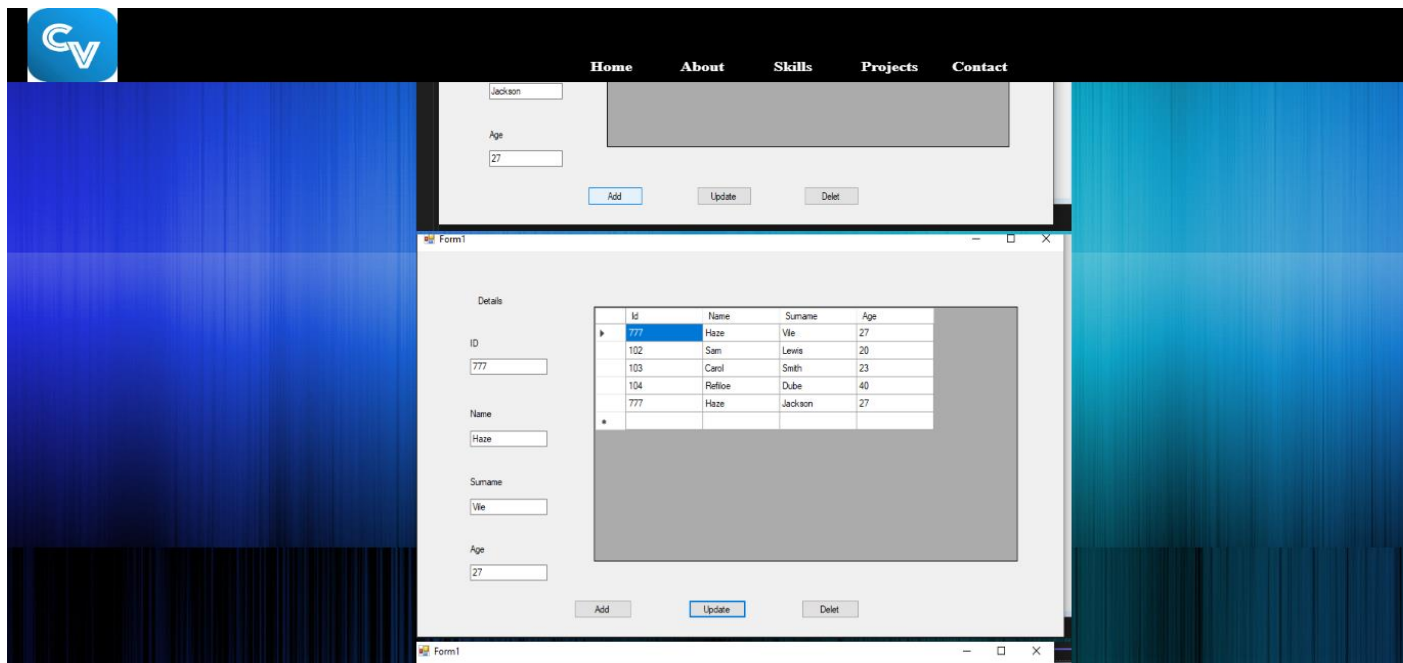 CV
Home About Skills Projects Contact
Jackson
Age
27
Add Update Delet
Form1
Details
Id Name Surname Age
777 Haze Vile 27
102 Sam Lewis 20
103 Carol Smith 23
104 Refiloe Dube 40
777 Haze Jackson 27
ID
777
Name
Haze
Surname
Vile
Age
27
Add Update Delet
Form1